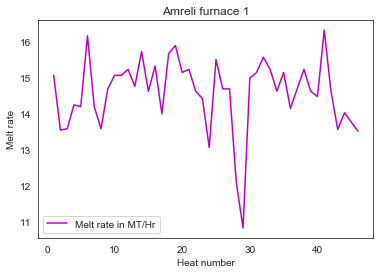 Amreli furnace 1
Melt rate
16
15
14
13
12
11
Melt rate in MT/Hr
0 10 20 30 40
Heat number